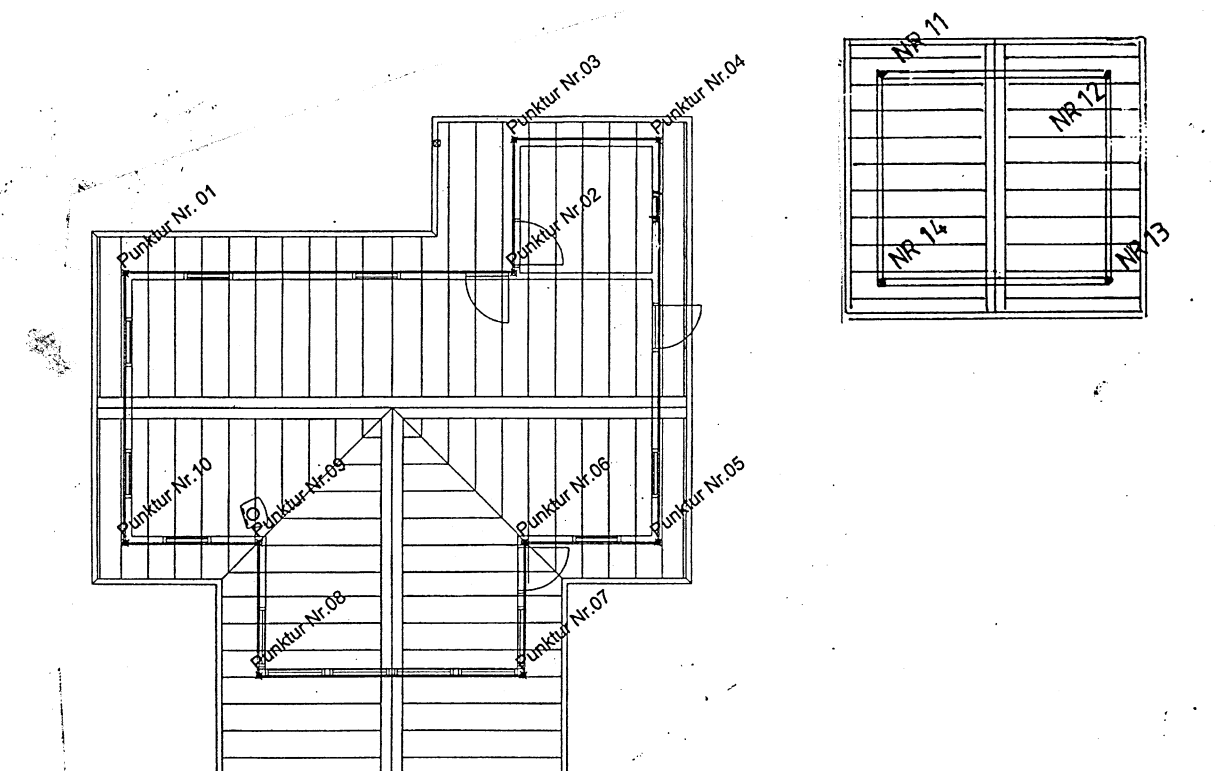 NR 11
Punktur Nr.03
Punktur Nr.04
NR 12
Punktur Nr. 01
Punktur Nr.02
NR 14
NR 13
Punktur Nr.10
Punktur Nr.09
Punktur Nr.06
Punktur Nr.05
Punktur Nr.08
Punktur Nr.07